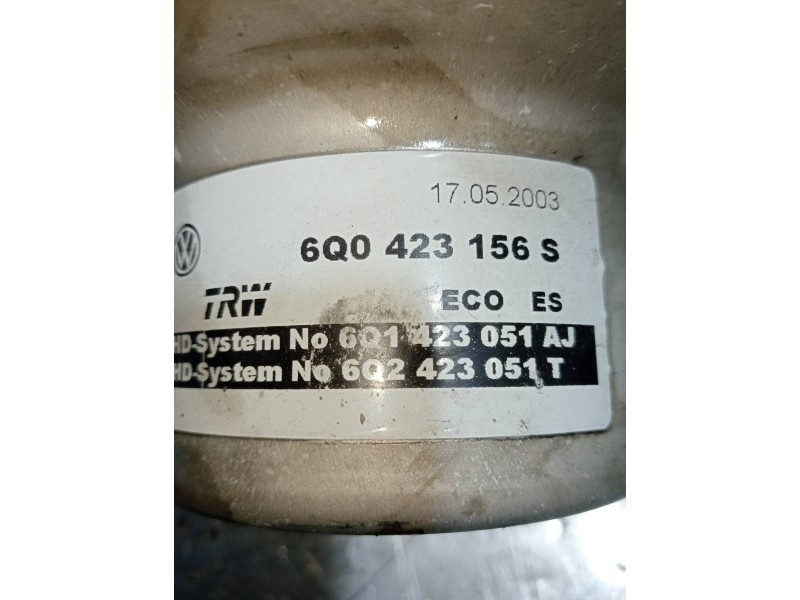 17.05.2003
6Q0 423 156 S
TRW
ECO ES
HD-System No 6Q1 423 051 AJ
HD-System No 6Q2 423 051 T